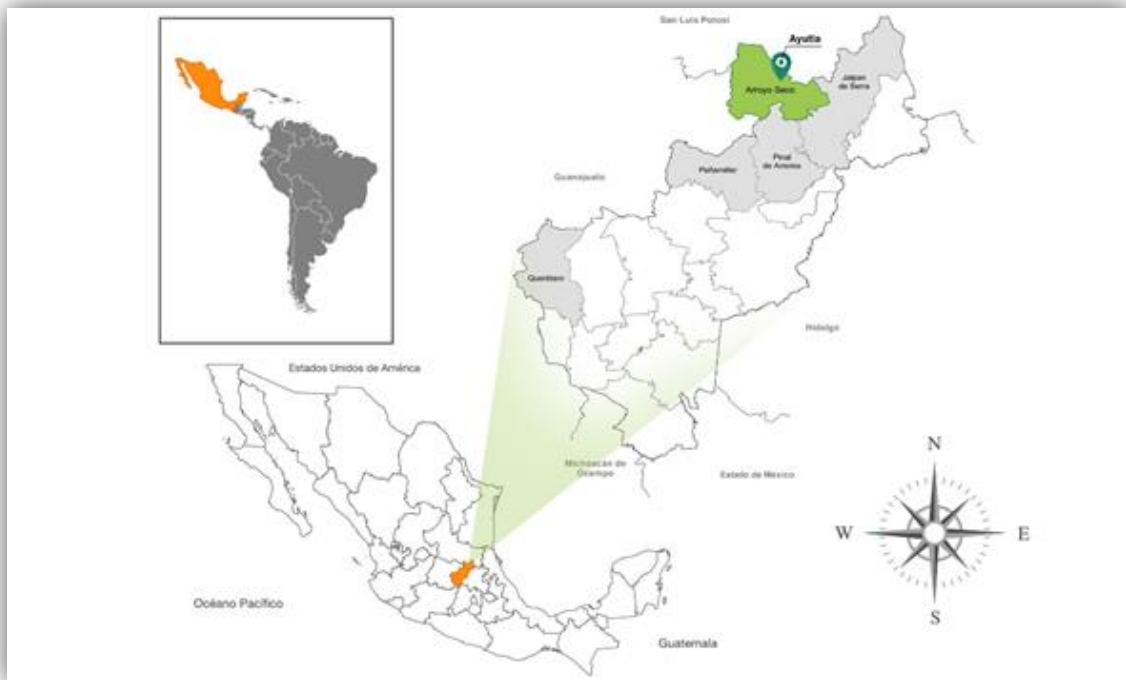 San Luis Potosí
Ayutla
Jalpan
de Serra
Arroyo Seco
Pinal
de Amoles
Peñamiller
Guanajuato
Querétaro
Hidalgo
Estados Unidos de América
Michoacán de
Ocampo
Estado de México
N
W
E
S
Océano Pacífico
Guatemala